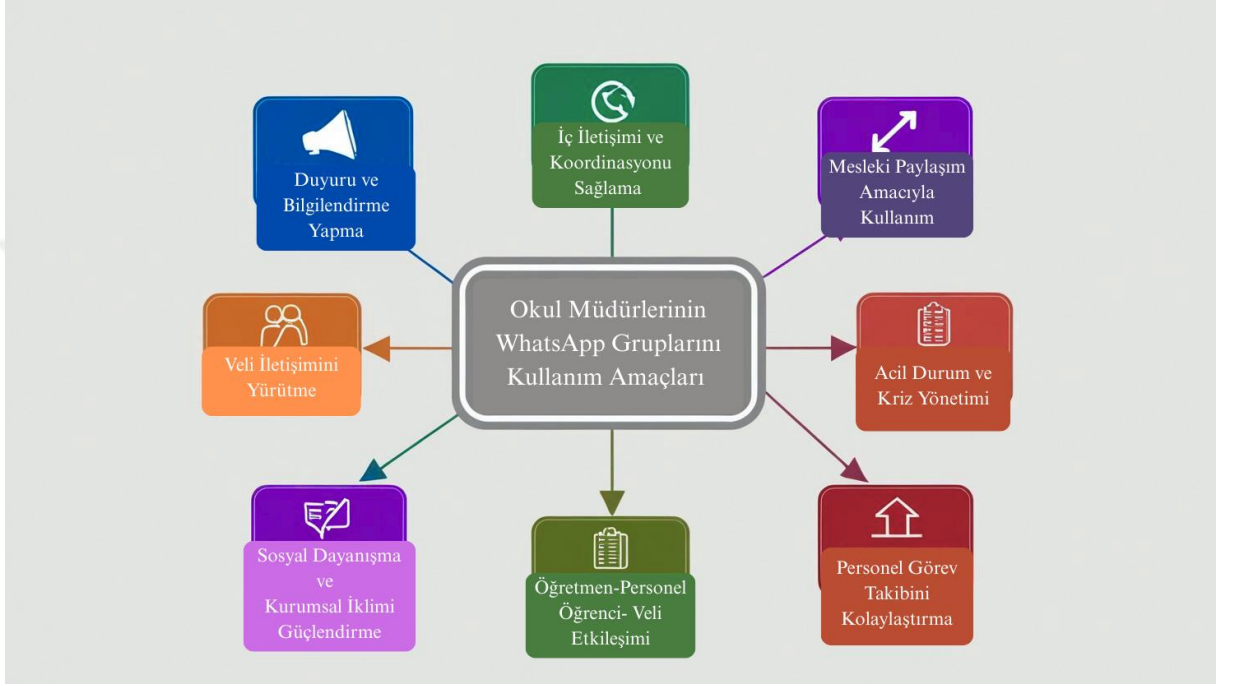 İç İletişimi ve
Koordinasyonu
Sağlama
Duyuru ve
Bilgilendirme
Yapma
Mesleki Paylaşım
Amacıyla
Kullanım
Okul Müdürlerinin
WhatsApp Gruplarını
Kullanım Amaçları
Veli İletişimini
Yürütme
Acil Durum ve
Kriz Yönetimi
Sosyal Dayanışma
ve
Kurumsal İklimi
Güçlendirme
Öğretmen-Personel
Öğrenci- Veli
Etkileşimi
Personel Görev
Takibini
Kolaylaştırma